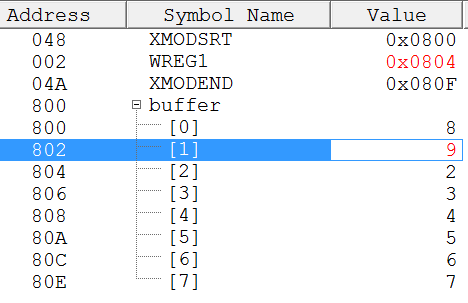 Address Symbol Name Value
048 XMODSRT 0x0800
002 WREG1 0x0804
04A XMODEND 0x080F
800 buffer
800 [0] 8
802 [1] 9
804 [2] 2
806 [3] 3
808 [4] 4
80A [5] 5
80C [6] 6
80E [7] 7